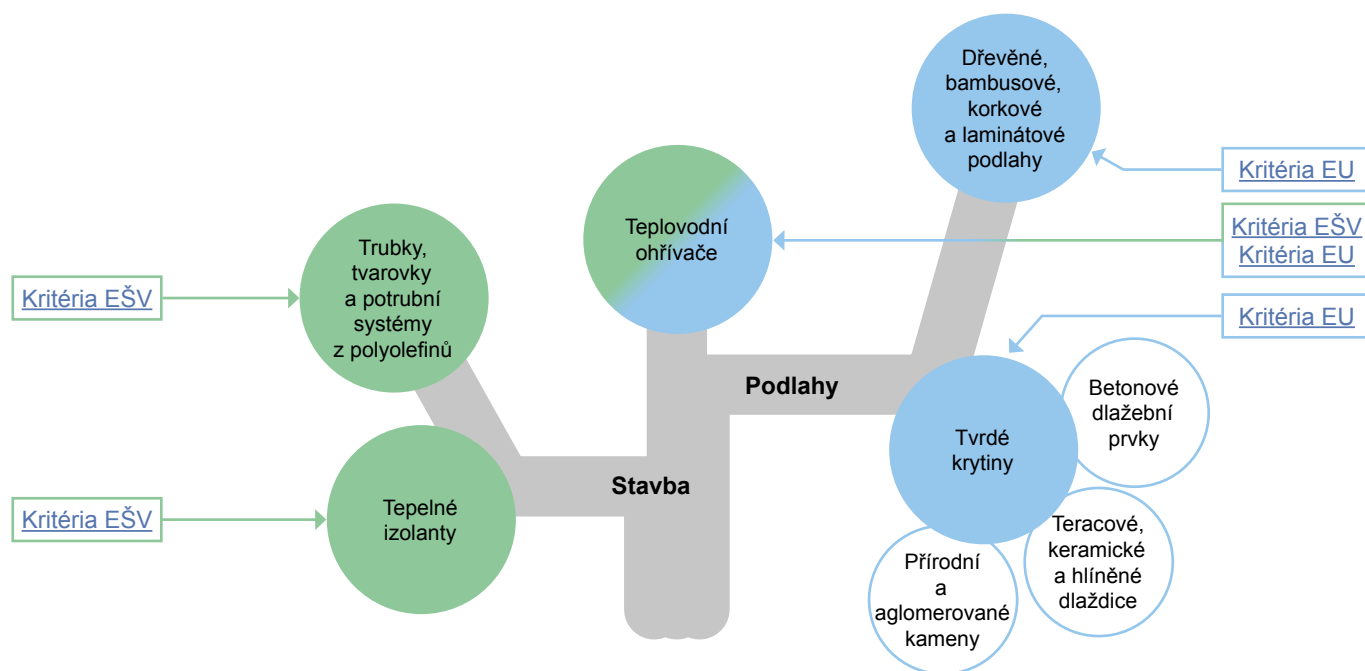 Dřevěné,
bambusové,
korkové
a laminátové
podlahy
Kritéria EU
Teplovodní
ohřívače
Kritéria EŠV
Kritéria EU
Trubky,
tvarovky
a potrubní
systémy
z polyolefinů
Kritéria EŠV
Kritéria EU
Podlahy
Betonové
dlažební
prvky
Tvrdé
krytiny
Stavba
Tepelné
izolanty
Kritéria EŠV
Teracové,
keramické
a hlíněné
dlaždice
Přírodní
a
aglomerované
kameny